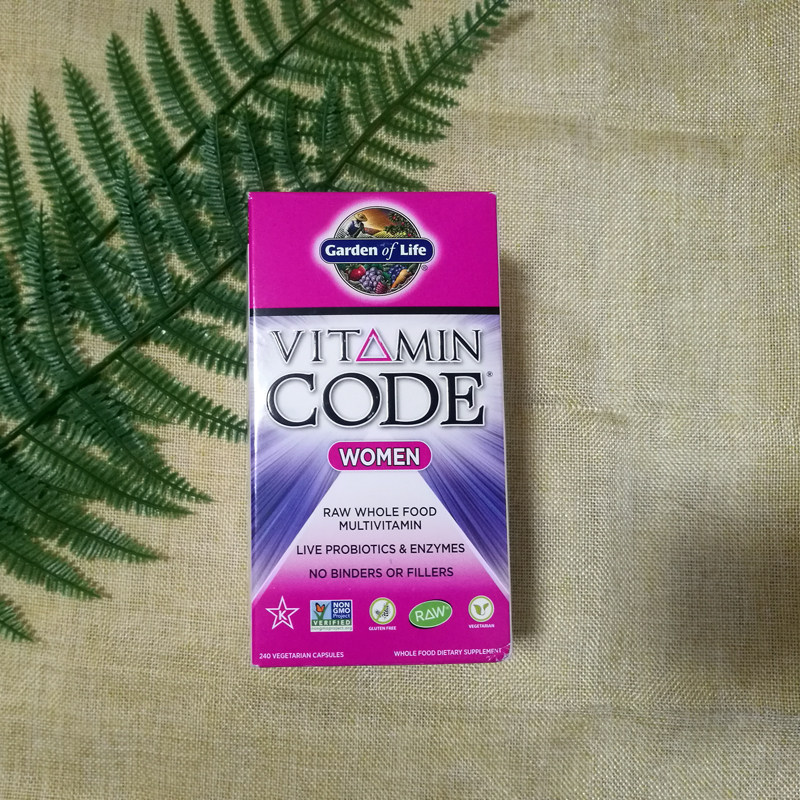 Garden of Life®
VITAMIN
CODE®
WOMEN
RAW WHOLE FOOD
MULTIVITAMIN
LIVE PROBIOTICS & ENZYMES
NO BINDERS OR FILLERS
K
NON
GMO
Project
VERIFIED
GLUTEN FREE
RAW
VEGETARIAN
240 VEGETARIAN CAPSULES
WHOLE FOOD DIETARY SUPPLEMENT